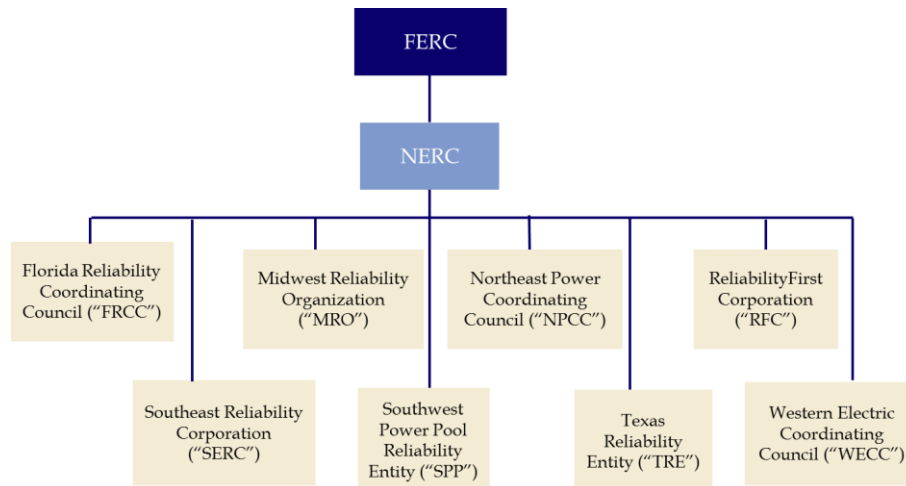 FERC
NERC
Florida Reliability
Coordinating
Council (“FRCC”)
Midwest Reliability
Organization
(“MRO”)
Northeast Power
Coordinating
Council (“NPCC”)
ReliabilityFirst
Corporation
(“RFC”)
Southeast Reliability
Corporation
(“SERC”)
Southwest
Power Pool
Reliability
Entity (“SPP”)
Texas
Reliability
Entity (“TRE”)
Western Electric
Coordinating
Council (“WECC”)